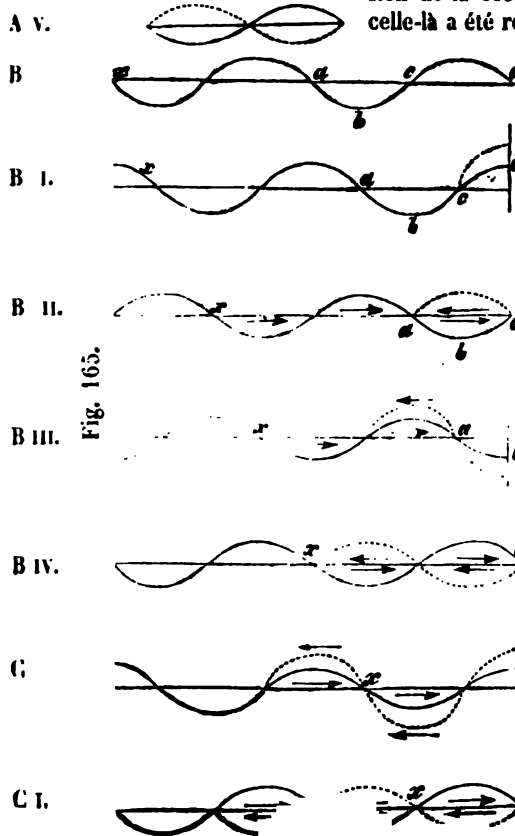 celle-là a été
A V.
B
x a c
b
B I.
x a
c
b
B II.
x
a
b
Fig. 165.
B III.
x a
B IV.
x
C
x
C I.
x